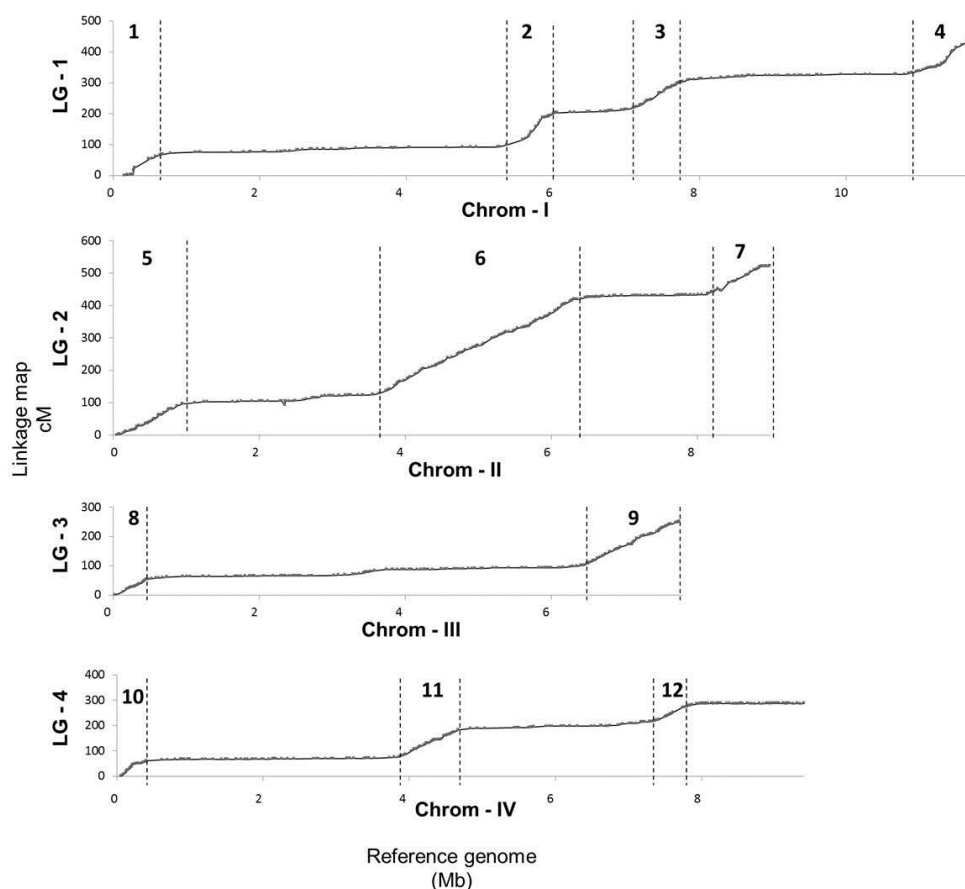 1 2 3 4
LG - 1
500
400
300
200
100
0
0 2 4 6 8 10
Chrom - I
5 6 7
LG - 2
600
500
400
300
200
100
0
0 2 4 6 8
Chrom - II
Linkage map
cM
8 9
LG - 3
300
200
100
0
0 2 4 6
Chrom - III
10 11 12
LG - 4
400
300
200
100
0
0 2 4 6 8
Chrom - IV
Reference genome
(Mb)